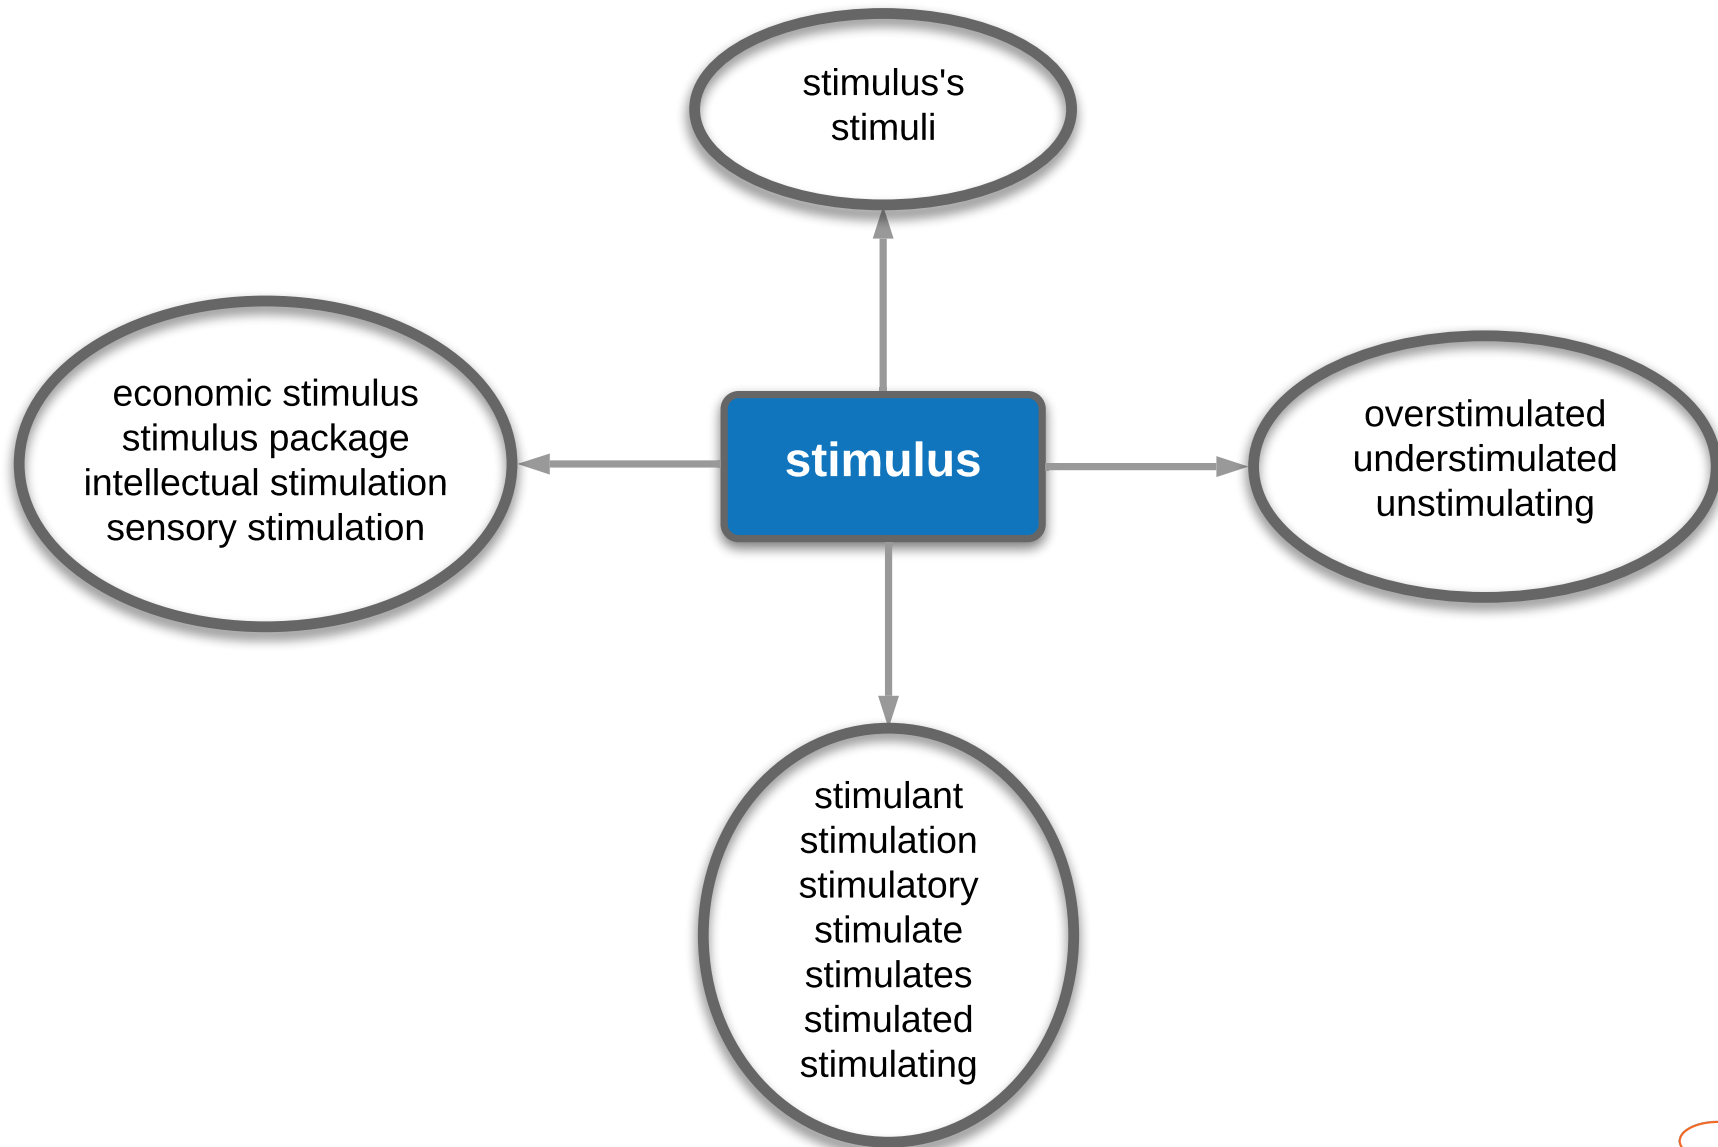 stimulus's
stimuli
economic stimulus
stimulus package
intellectual stimulation
sensory stimulation
stimulus
overstimulated
understimulated
unstimulating
stimulant
stimulation
stimulatory
stimulate
stimulates
stimulated
stimulating